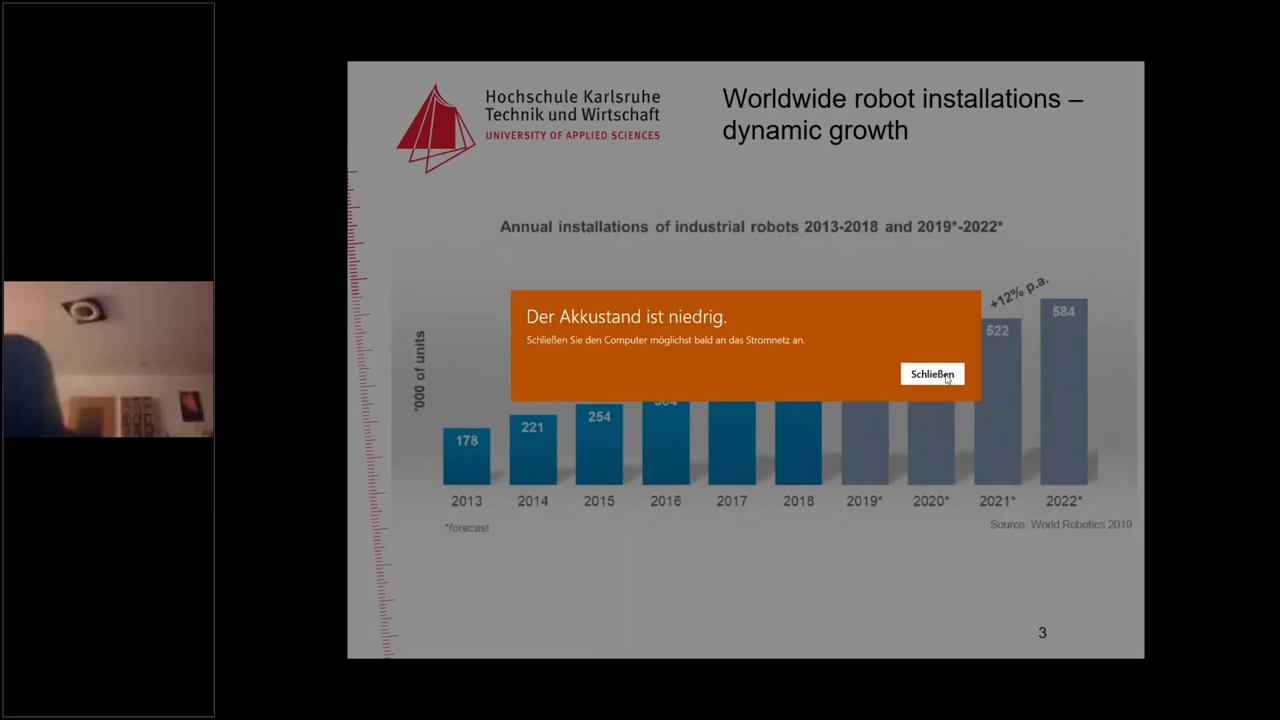 Hochschule Karlsruhe
Technik und Wirtschaft
UNIVERSITY OF APPLIED SCIENCES
Worldwide robot installations –
dynamic growth
Annual installations of industrial robots 2013-2018 and 2019*-2022*
+12% p.a.
Der Akkustand ist niedrig.
Schließen Sie den Computer möglichst bald an das Stromnetz an.
Schließen
'000 of units
178
221
254
522
584
2013
2014
2015
2016
2017
2018
2019*
2020*
2021*
2022*
*forecast
Source: World Robotics 2019
3